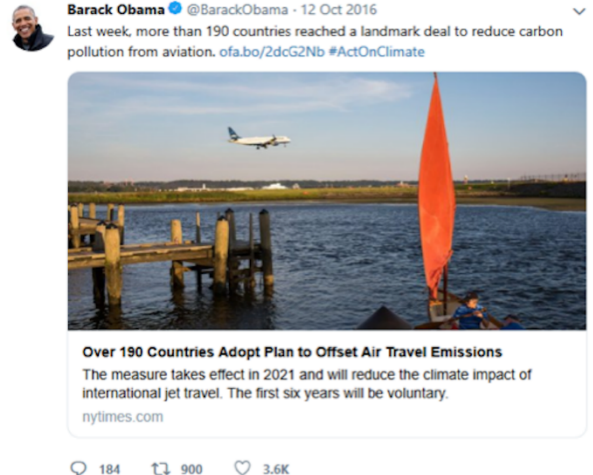 Barack Obama @BarackObama · 12 Oct 2016
Last week, more than 190 countries reached a landmark deal to reduce carbon
pollution from aviation. ofa.bo/2dcG2Nb #ActOnClimate
Over 190 Countries Adopt Plan to Offset Air Travel Emissions
The measure takes effect in 2021 and will reduce the climate impact of
international jet travel. The first six years will be voluntary.
nytimes.com
184 900 3.6K